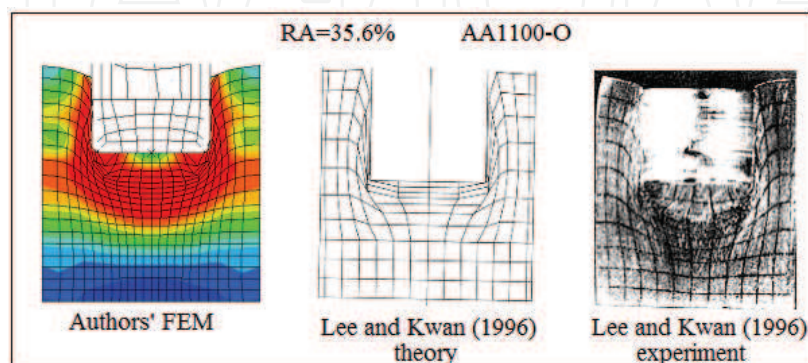 RA=35.6% AA1100-O
Authors' FEM
Lee and Kwan (1996)
theory
Lee and Kwan (1996)
experiment